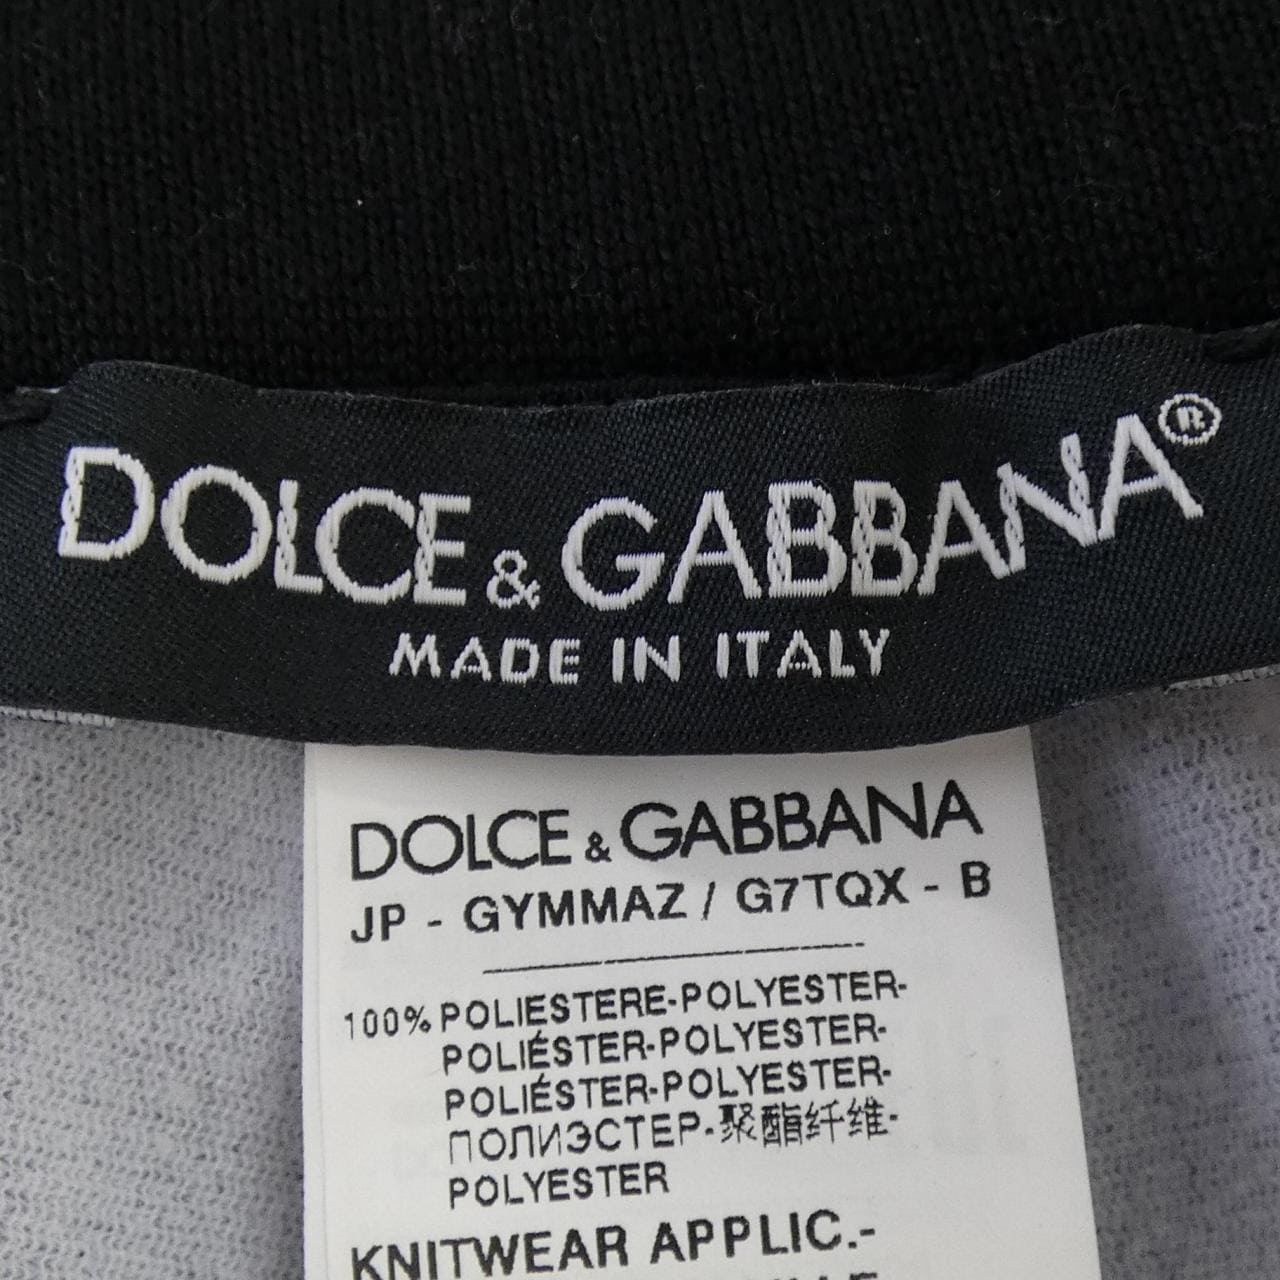 DOLCE & GABBANA®
MADE IN ITALY
DOLCE & GABBANA
JP - GYMMAZ / G7TQX - B
100% POLIESTERE-POLYESTER-
POLIÉSTER-POLYESTER-
POLIÉSTER-POLYESTER-
ПОЛИЭСТЕР-聚酯纤维-
POLYESTER
KNITWEAR APPLIC.-